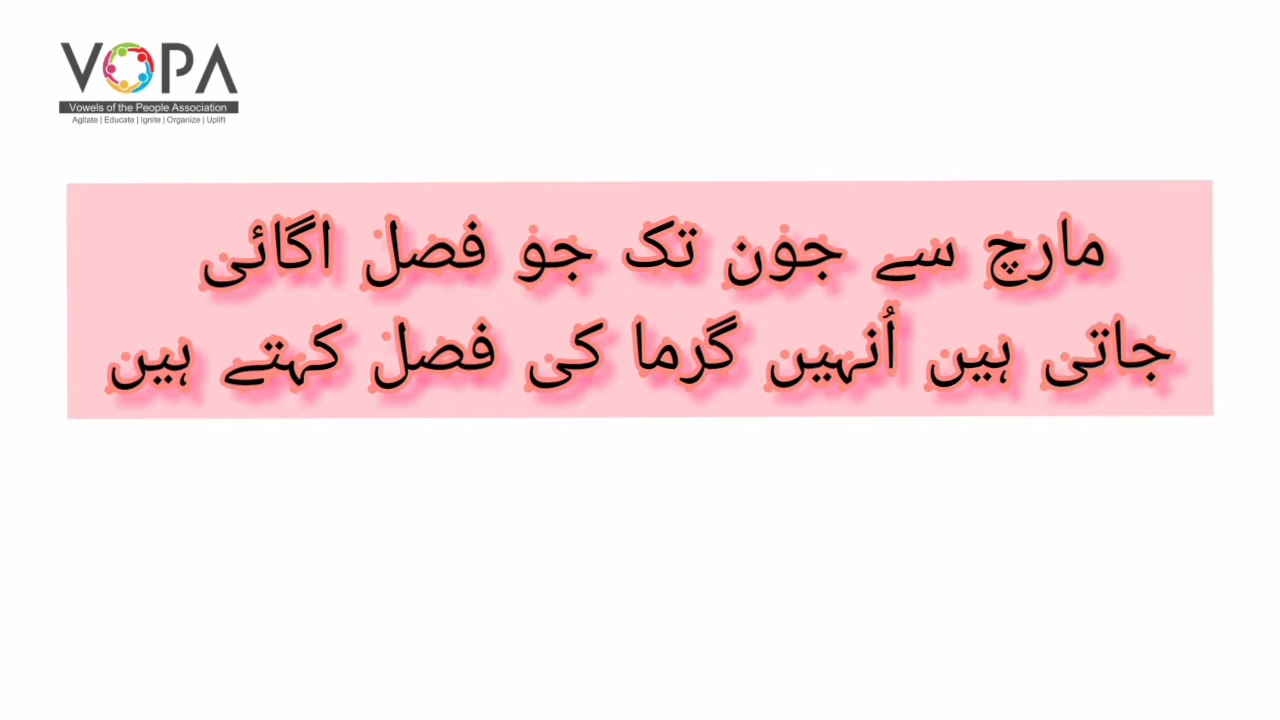 VOPA
Vowels of the People Association
Agitate | Educate | Ignite | Organize | Uplift
مارچ سے جون تک جو فصل اگائی
جاتی ہیں اُنہیں گرما کی فصل کہتے ہیں